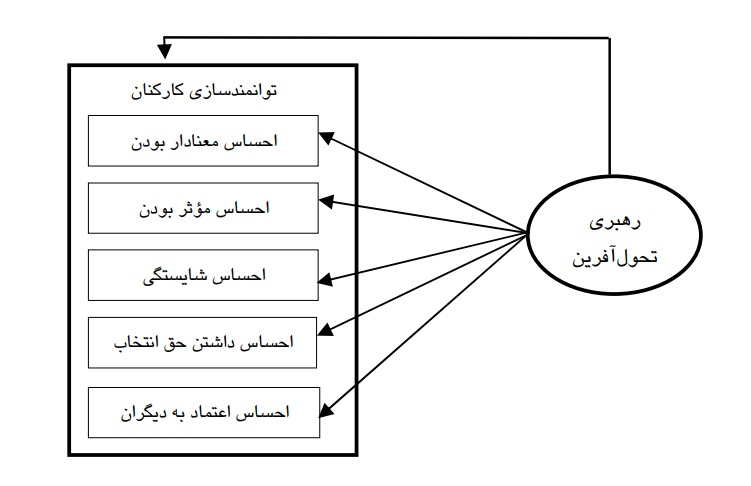 توانمندسازی کارکنان
احساس معنادار بودن
احساس مؤثر بودن
احساس شایستگی
احساس داشتن حق انتخاب
احساس اعتماد به دیگران
رهبری
تحول‌آفرین